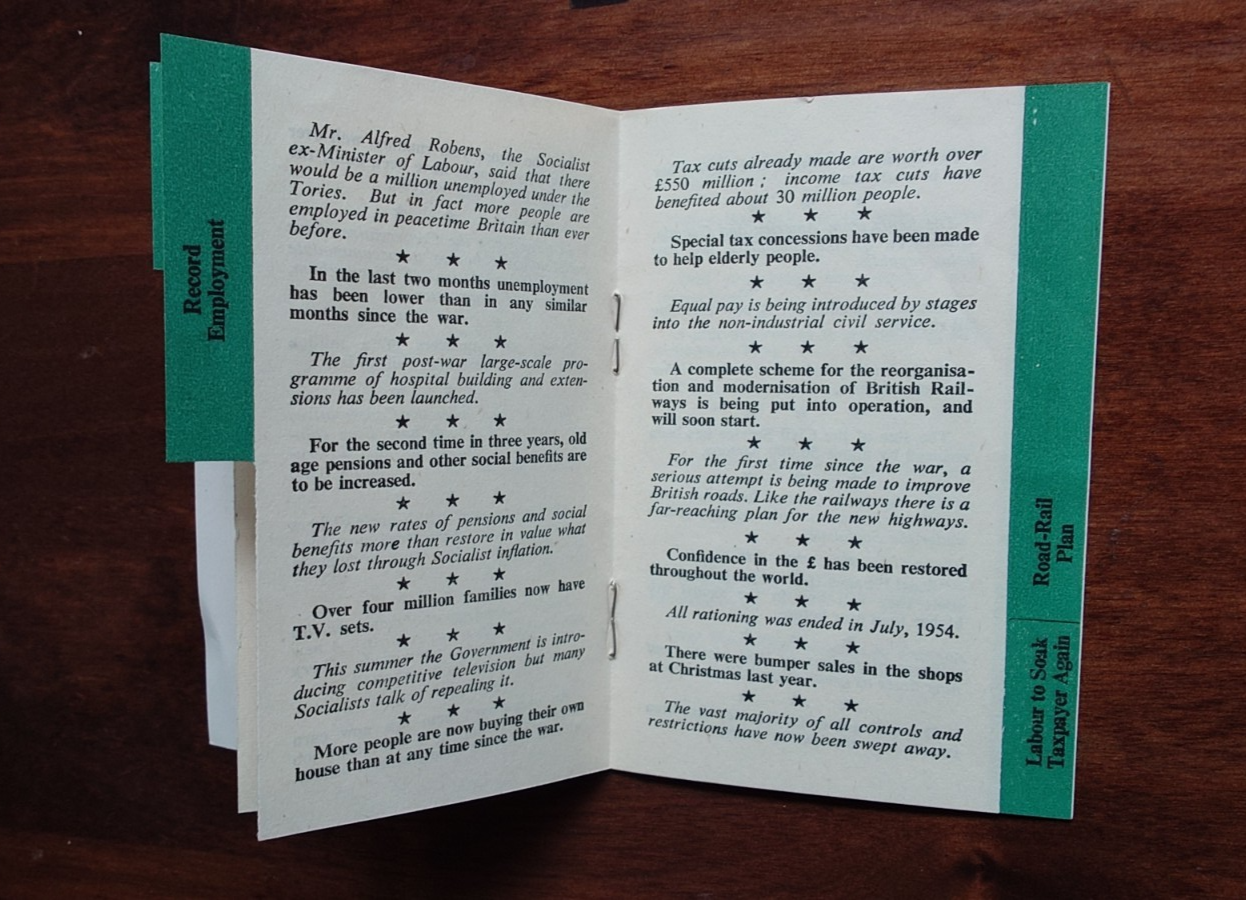 Record
Employment
Mr. Alfred Robens, the Socialist
ex-Minister of Labour, said that there
would be a million unemployed under the
Tories. But in fact more people are
employed in peacetime Britain than ever
before.
★ ★ ★
In the last two months unemployment
has been lower than in any similar
months since the war.
★ ★ ★
The first post-war large-scale pro-
gramme of hospital building and exten-
sions has been launched.
★ ★ ★
For the second time in three years, old
age pensions and other social benefits are
to be increased.
★ ★ ★
The new rates of pensions and social
benefits more than restore in value what
they lost through Socialist inflation.
★ ★ ★
Over four million families now have
T.V. sets.
★ ★ ★
This summer the Government is intro-
ducing competitive television but many
Socialists talk of repealing it.
★ ★ ★
More people are now buying their own
house than at any time since the war.
Tax cuts already made are worth over
£550 million; income tax cuts have
benefited about 30 million people.
★ ★ ★
Special tax concessions have been made
to help elderly people.
★ ★ ★
Equal pay is being introduced by stages
into the non-industrial civil service.
★ ★ ★
A complete scheme for the reorganisa-
tion and modernisation of British Rail-
ways is being put into operation, and
will soon start.
★ ★ ★
For the first time since the war, a
serious attempt is being made to improve
British roads. Like the railways there is a
far-reaching plan for the new highways.
★ ★ ★
Confidence in the £ has been restored
throughout the world.
★ ★ ★
All rationing was ended in July, 1954.
★ ★ ★
There were bumper sales in the shops
at Christmas last year.
★ ★ ★
The vast majority of all controls and
restrictions have now been swept away.
Road-Rail
Plan
Labour to Soak
Taxpayer Again